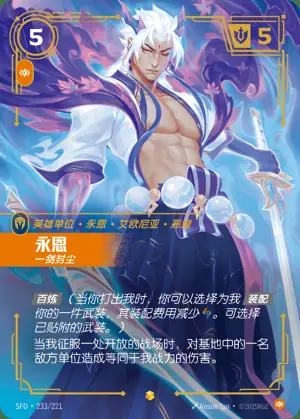 5
5
英雄单位 • 永恩 • 艾欧尼亚 • 恶魔
永恩
一剑封尘
百炼 （当你打出我时，你可以选择为我 装配
你的一件武装，其装配费用减少 。可选择
已贴附的武装。）
当我征服一处开放的战场时，对基地中的一名
敌方单位造成等同于我战力的伤害。
SFD • 233/221
Anson Tan
©2025RGI